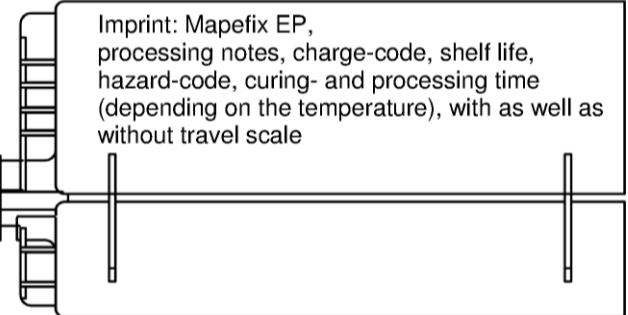 Imprint: Mapefix EP,
processing notes, charge-code, shelf life,
hazard-code, curing- and processing time
(depending on the temperature), with as well as
without travel scale